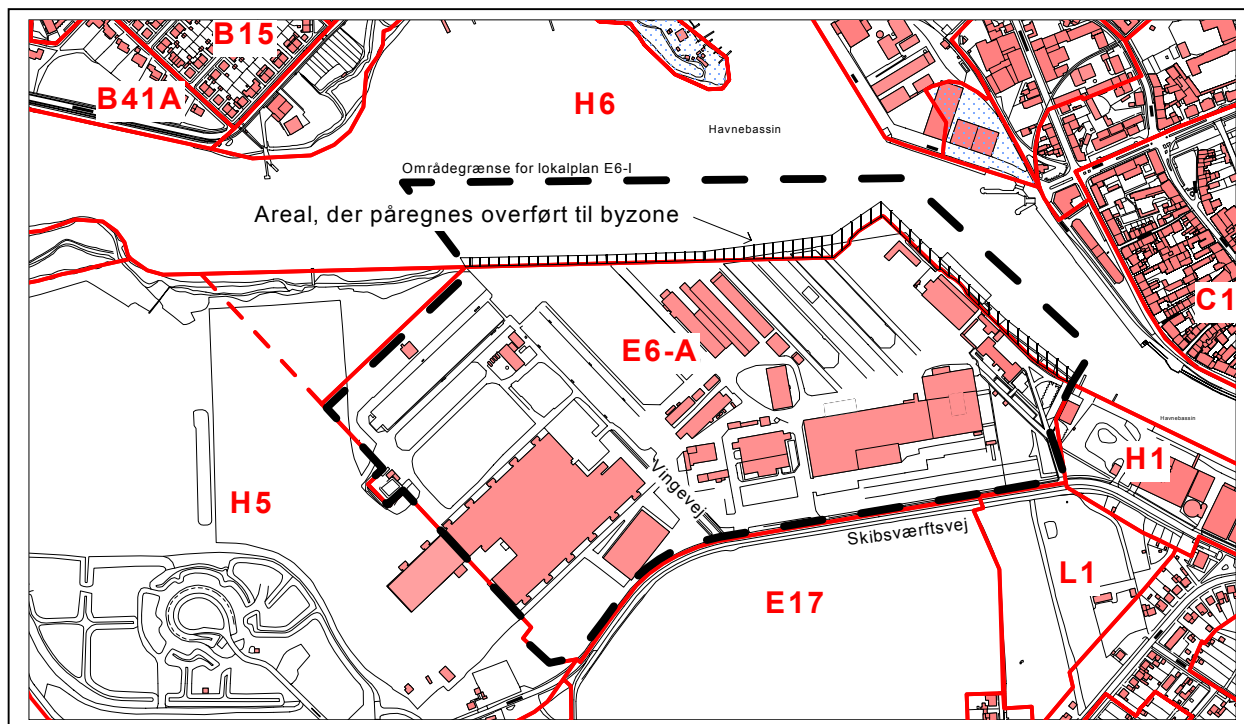 B15
B41A
H6
Havnebassin
Områdegrænse for lokalplan E6-I
Areal, der påregnes overført til byzone
C1
E6-A
Havnebassin
H1
Vingevej
H5
Skibsværftsvej
L1
E17